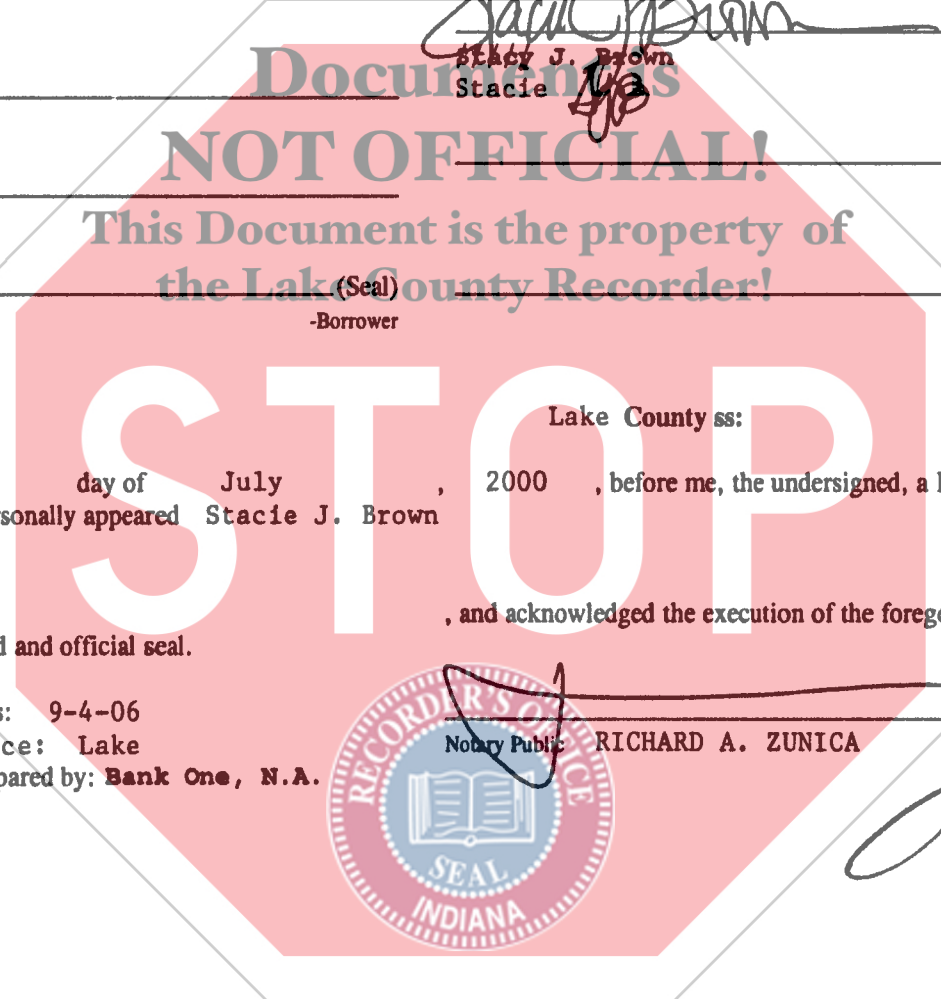 Stacie J Brown
Stacy J. Brown
Stacie
Document is
NOT OFFICIAL!
This Document is the property of
the Lake County Recorder!
(Seal)
-Borrower
STOP
Lake County ss:
day of July , 2000 , before me, the undersigned, a
sonally appeared Stacie J. Brown
, and acknowledged the execution of the forego
d and official seal.
s: 9-4-06
ce: Lake
Notary Public RICHARD A. ZUNICA
pared by: Bank One, N.A.
RECORDER'S OFFICE
SEAL
INDIANA